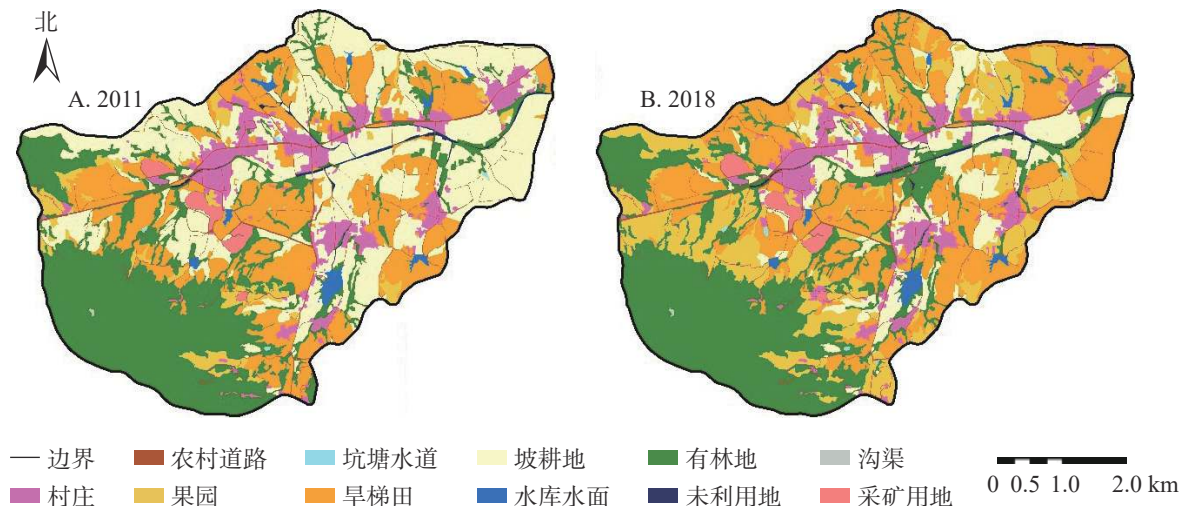 北
A. 2011
B. 2018
边界 农村道路 坑塘水道 坡耕地 有林地 沟渠
村庄 果园 旱梯田 水库水面 未利用地 采矿用地
0 0.5 1.0 2.0 km